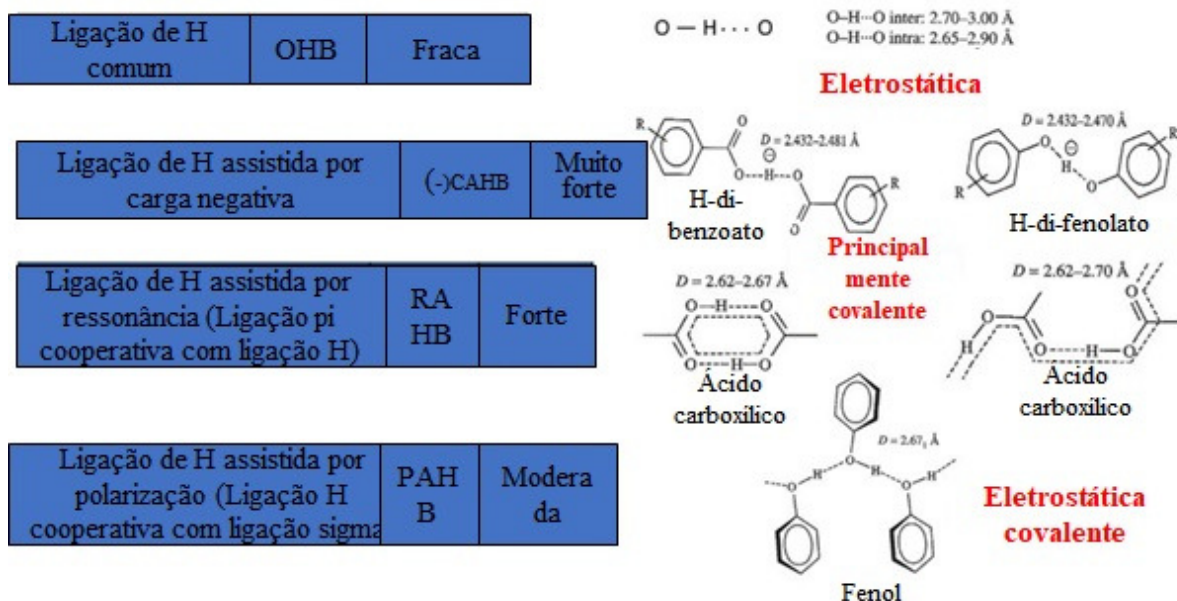 Ligação de H
comum
OHB
Fraca
O – H··· O
O–H···O inter: 2.70–3.00 Å
O–H···O intra: 2.65–2.90 Å
Eletrostática
Ligação de H assistida por
carga negativa
(-)CAHB
Muito
forte
R
O
D = 2.432–2.481 Å
⊖
O---H---O
O
R
H-di-
benzoato
D = 2.432–2.470 Å
O
⊖
H
O
R
R
H-di-fenolato
Principal
mente
covalente
Ligação de H assistida por
ressonância (Ligação pi
cooperativa com ligação H)
RA
HB
Forte
D = 2.62–2.67 Å
O–H-----O
O-----H–O
Ácido
carboxílico
D = 2.62–2.70 Å
O
O
H
O
H–O
Ácido
carboxílico
Ligação de H assistida por
polarização (Ligação H
cooperativa com ligação sigma
PAH
B
Modera
da
D = 2.67₁ Å
H
O
H
H
O
O
Fenol
Eletrostática
covalente